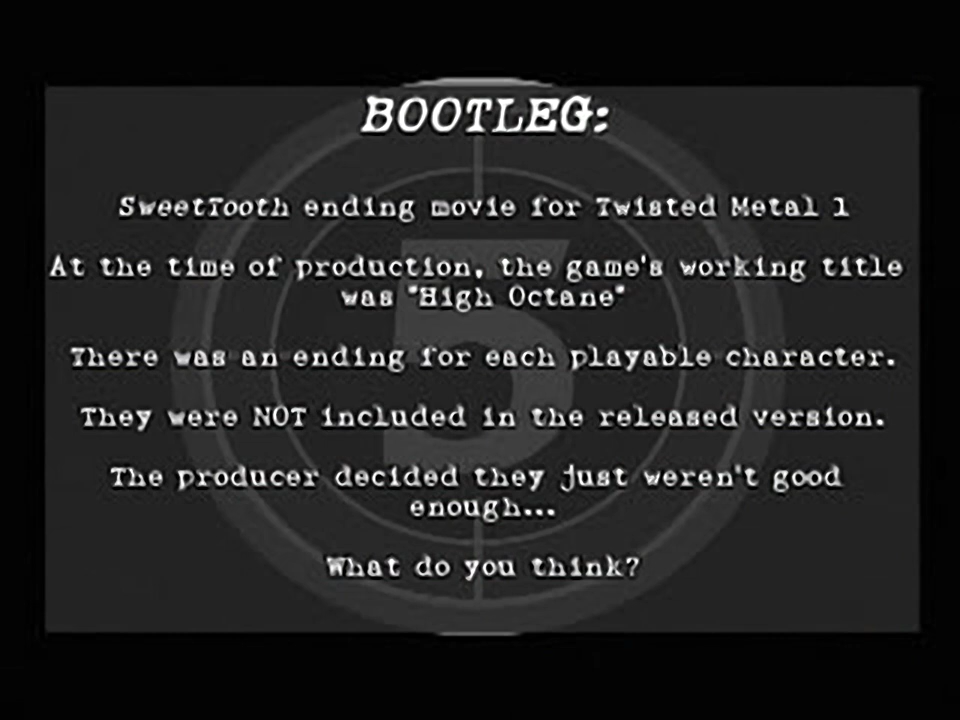 BOOTLEG:
SweetTooth ending movie for Twisted Metal 1
At the time of production, the game's working title
was "High Octane"
There was an ending for each playable character.
They were NOT included in the released version.
The producer decided they just weren't good
enough...
What do you think?
5